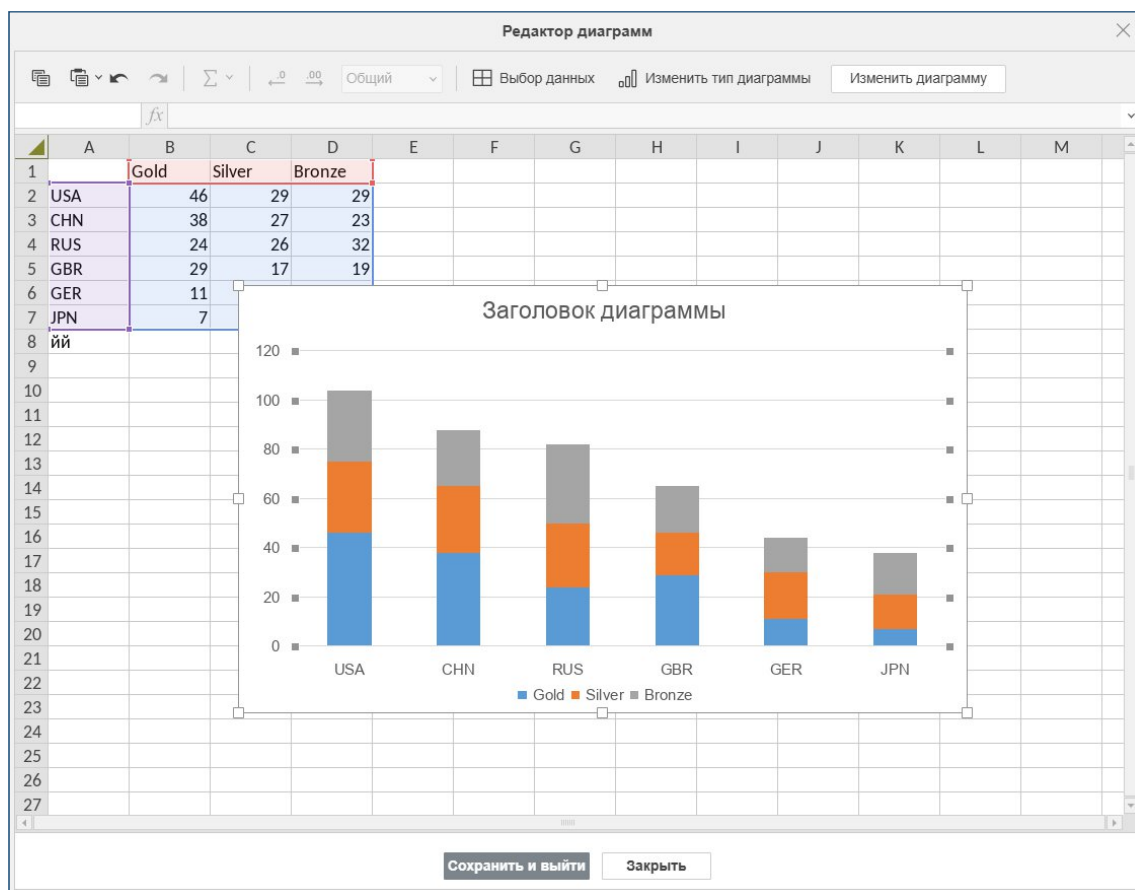 Редактор диаграмм
Общий Выбор данных Изменить тип диаграммы Изменить диаграмму
fx
A B C D E F G H I J K L M
1 Gold Silver Bronze
2 USA 46 29 29
3 CHN 38 27 23
4 RUS 24 26 32
5 GBR 29 17 19
6 GER 11
7 JPN 7
8 йй
9
10
11
12
13
14
15
16
17
18
19
20
21
22
23
24
25
26
27
Заголовок диаграммы
120
100
80
60
40
20
0
USA CHN RUS GBR GER JPN
Gold Silver Bronze
Сохранить и выйти Закрыть